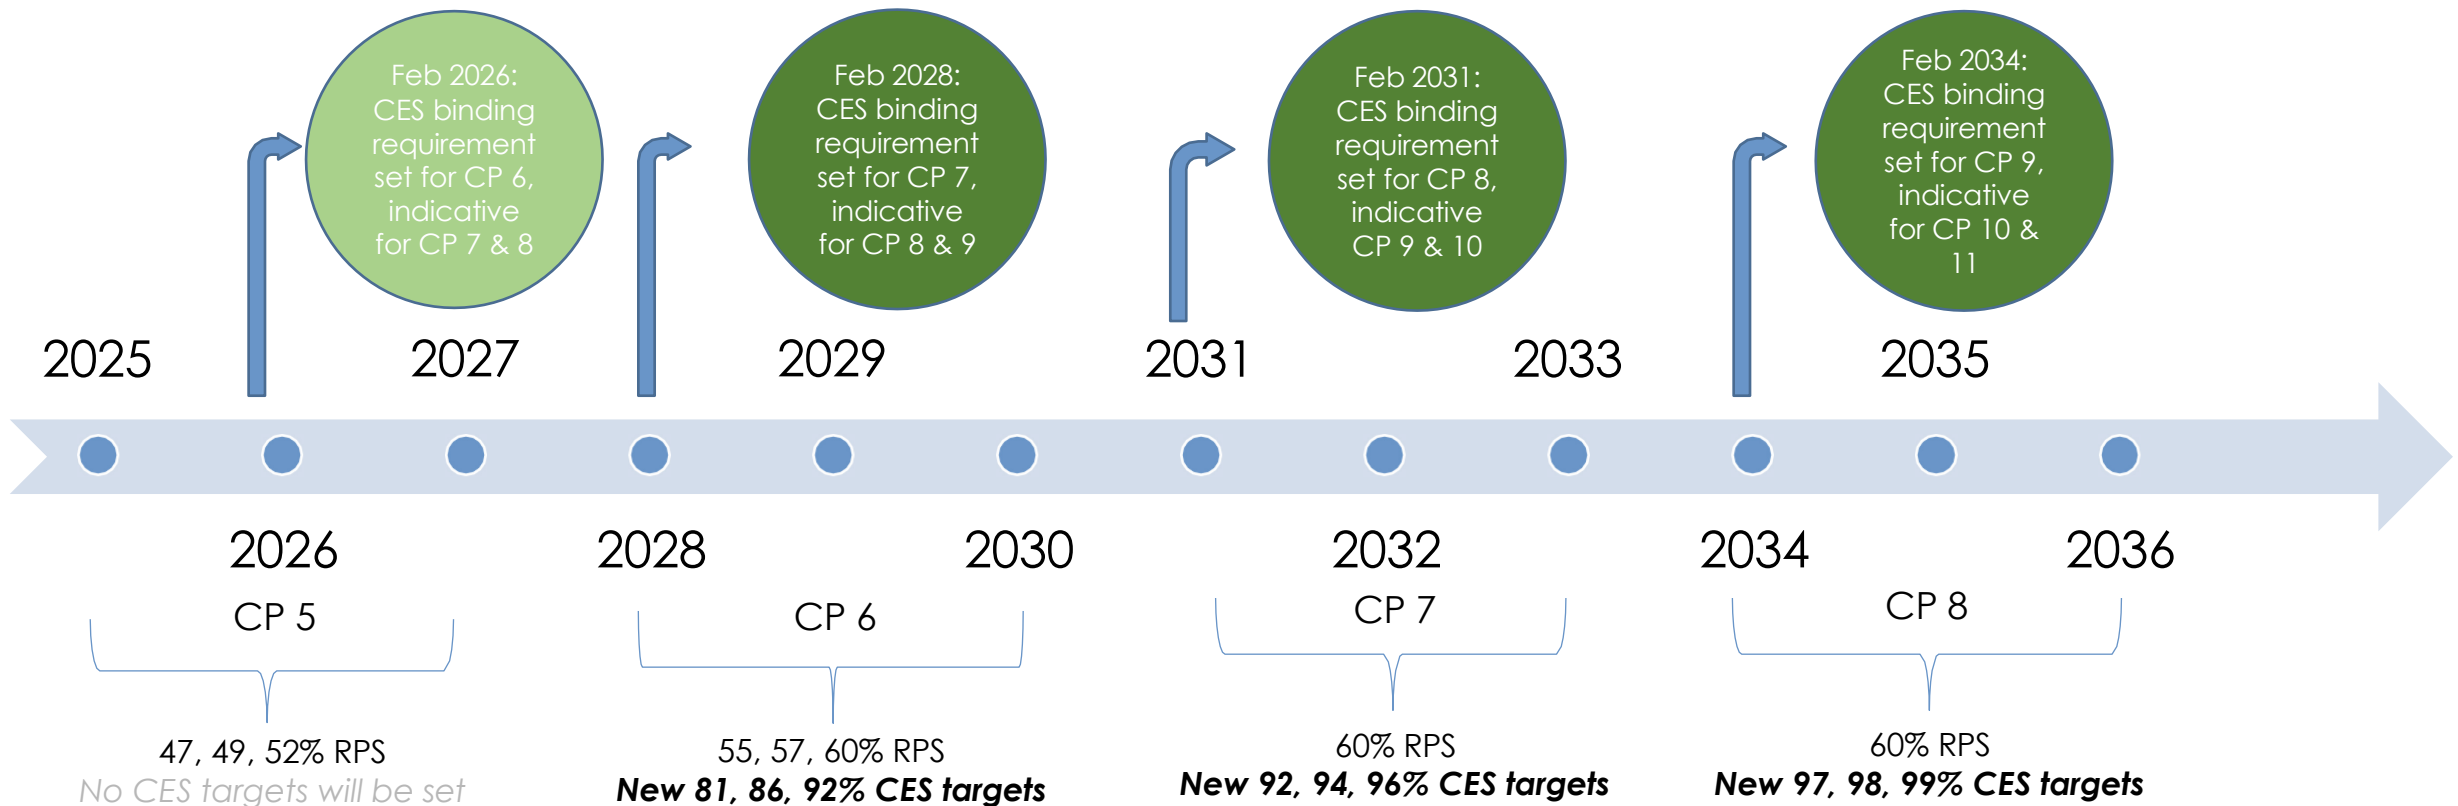 Feb 2026:
CES binding
requirement
set for CP 6,
indicative
for CP 7 & 8
Feb 2028:
CES binding
requirement
set for CP 7,
indicative
for CP 8 & 9
Feb 2031:
CES binding
requirement
set for CP 8,
indicative
CP 9 & 10
Feb 2034:
CES binding
requirement
set for CP 9,
indicative
for CP 10 &
11
2025
2027
2029
2031
2033
2035
2026
2028
2030
2032
2034
2036
CP 5
CP 6
CP 7
CP 8
47, 49, 52% RPS
No CES targets will be set
55, 57, 60% RPS
New 81, 86, 92% CES targets
60% RPS
New 92, 94, 96% CES targets
60% RPS
New 97, 98, 99% CES targets